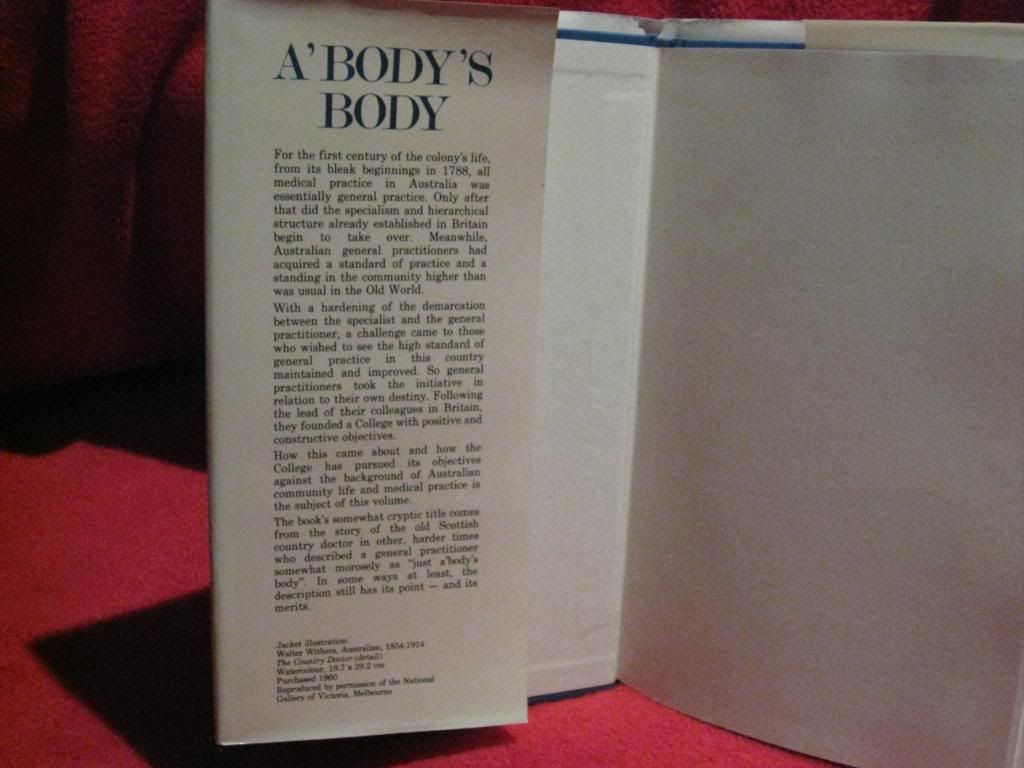 A'BODY'S
BODY
For the first century of the colony's life,
from its bleak beginnings in 1788, all
medical practice in Australia was
essentially general practice. Only after
that did the specialism and hierarchical
structure already established in Britain
begin to take over. Meanwhile,
Australian general practitioners had
acquired a standard of practice and a
standing in the community higher than
was usual in the Old World.
With a hardening of the demarcation
between the specialist and the general
practitioner, a challenge came to those
who wished to see the high standard of
general practice in this country
maintained and improved. So general
practitioners took the initiative in
relation to their own destiny. Following
the lead of their colleagues in Britain,
they founded a College with positive and
constructive objectives.
How this came about and how the
College has pursued its objectives
against the background of Australian
community life and medical practice is
the subject of this volume.
The book's somewhat cryptic title comes
from the story of the old Scottish
country doctor in other, harder times
who described a general practitioner
somewhat morosely as "just a'body's
body". In some ways at least, the
description still has its point — and its
merits.
Jacket illustration:
Walter Withers, Australian, 1854-1914
The Country Doctor (detail)
Watercolour, 19.7 x 29.2 cm
Purchased 1960
Reproduced by permission of the National
Gallery of Victoria, Melbourne